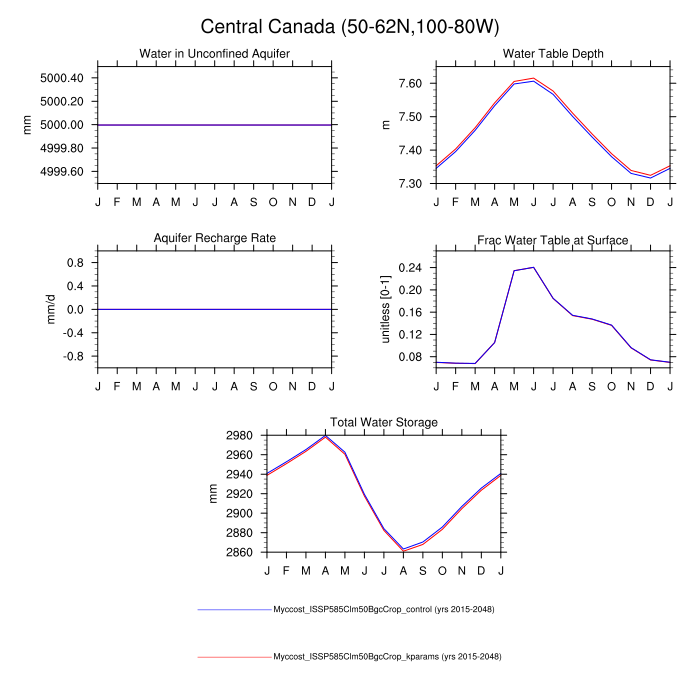 Central Canada (50-62N,100-80W)
Water in Unconfined Aquifer
5000.40
5000.20
5000.00
4999.80
4999.60
mm
J F M A M J J A S O N D J
Water Table Depth
7.60
7.50
7.40
7.30
m
J F M A M J J A S O N D J
Aquifer Recharge Rate
0.8
0.4
0.0
-0.4
-0.8
mm/d
J F M A M J J A S O N D J
Frac Water Table at Surface
0.24
0.20
0.16
0.12
0.08
unitless [0-1]
J F M A M J J A S O N D J
Total Water Storage
2980
2960
2940
2920
2900
2880
2860
mm
J F M A M J J A S O N D J
Myccost_ISSP585Clm50BgcCrop_control (yrs 2015-2048)
Myccost_ISSP585Clm50BgcCrop_kparams (yrs 2015-2048)